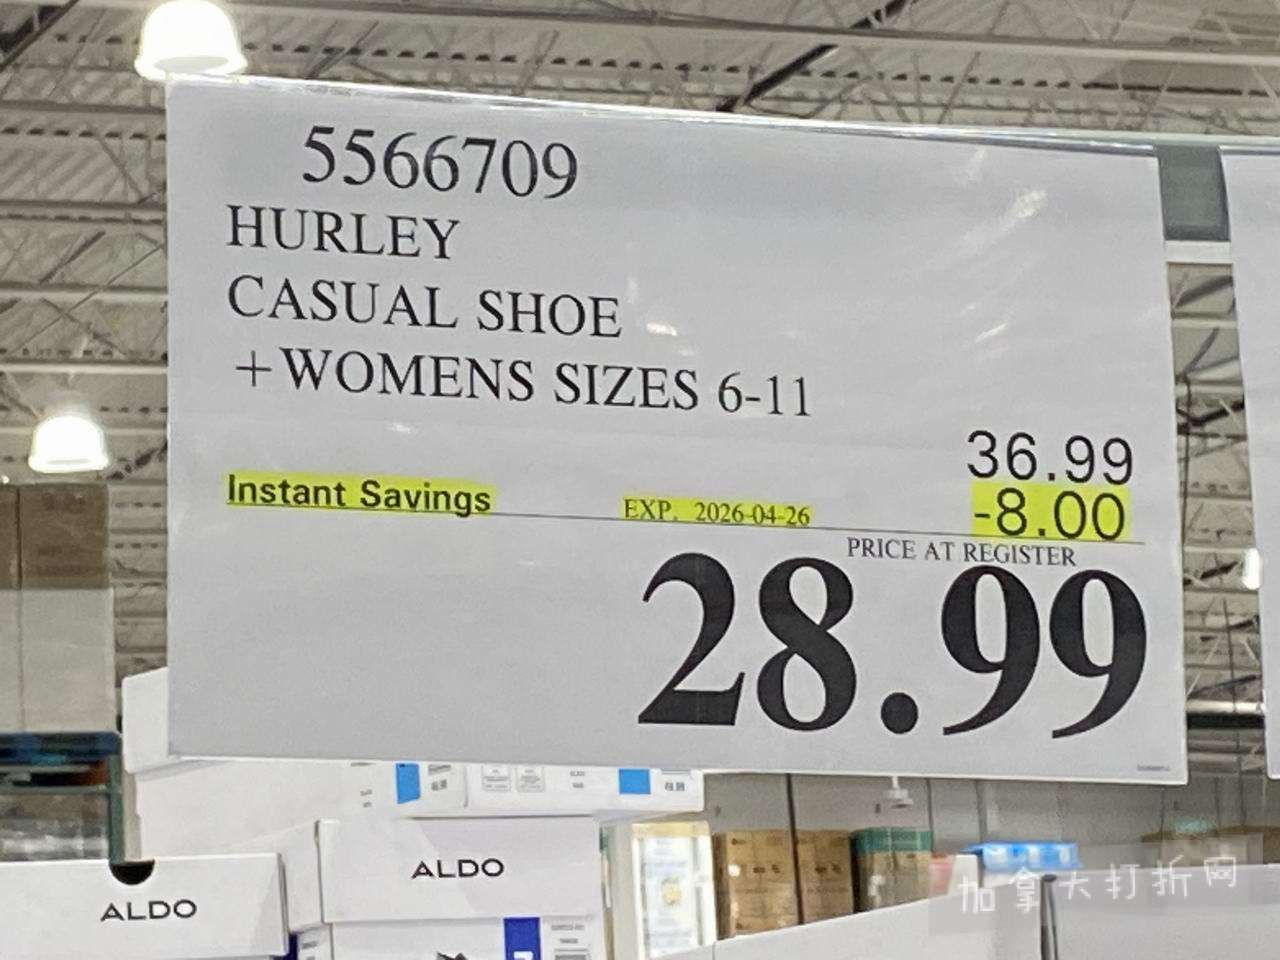 5566709
HURLEY
CASUAL SHOE
+WOMENS SIZES 6-11
36.99
Instant Savings EXP. 2026-04-26 -8.00
PRICE AT REGISTER
28.99
ALDO
ALDO
加拿大打折网